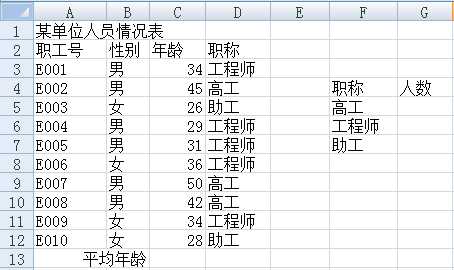 A B C D E F G
1 某单位人员情况表
2 职工号 性别 年龄 职称
3 E001 男 34 工程师
4 E002 男 45 高工 职称 人数
5 E003 女 26 助工 高工
6 E004 男 29 工程师 工程师
7 E005 男 31 工程师 助工
8 E006 女 36 工程师
9 E007 男 50 高工
10 E008 男 42 高工
11 E009 女 34 工程师
12 E010 女 28 助工
13 平均年龄